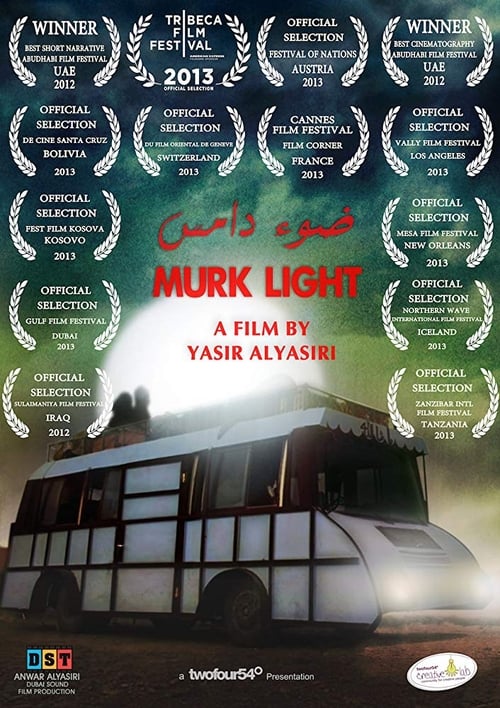 WINNER
BEST SHORT NARRATIVE
ABUDHABI FILM FESTIVAL
UAE
2012
TRIBECA
FILM
FESTIVAL
2013
OFFICIAL SELECTION
OFFICIAL
SELECTION
FESTIVAL OF NATIONS
AUSTRIA
2013
WINNER
BEST CINEMATOGRAPHY
ABUDHABI FILM FESTIVAL
UAE
2012
OFFICIAL
SELECTION
DE CINE SANTA CRUZ
BOLIVIA
2013
OFFICIAL
SELECTION
DU FILM ORIENTAL DE GENEVE
SWITZERLAND
2013
CANNES
FILM FESTIVAL
FILM CORNER
FRANCE
2013
OFFICIAL
SELECTION
VALLY FILM FESTIVAL
LOS ANGELES
2013
OFFICIAL
SELECTION
FEST FILM KOSOVA
KOSOVO
2013
OFFICIAL
SELECTION
MESA FILM FESTIVAL
NEW ORLEANS
2013
ضوء دامس
MURK LIGHT
A FILM BY
YASIR ALYASIRI
OFFICIAL
SELECTION
GULF FILM FESTIVAL
DUBAI
2013
OFFICIAL
SELECTION
NORTHERN WAVE
INTERNATIONAL FILM FESTIVAL
ICELAND
2013
OFFICIAL
SELECTION
SULAIMANIYA FILM FESTIVAL
IRAQ
2012
OFFICIAL
SELECTION
ZANZIBAR INTL
FILM FESTIVAL
TANZANIA
2013
DST
ANWAR ALYASIRI
DUBAI SOUND
FILM PRODUCTION
a twofour54° Presentation
twofour54°
creative lab